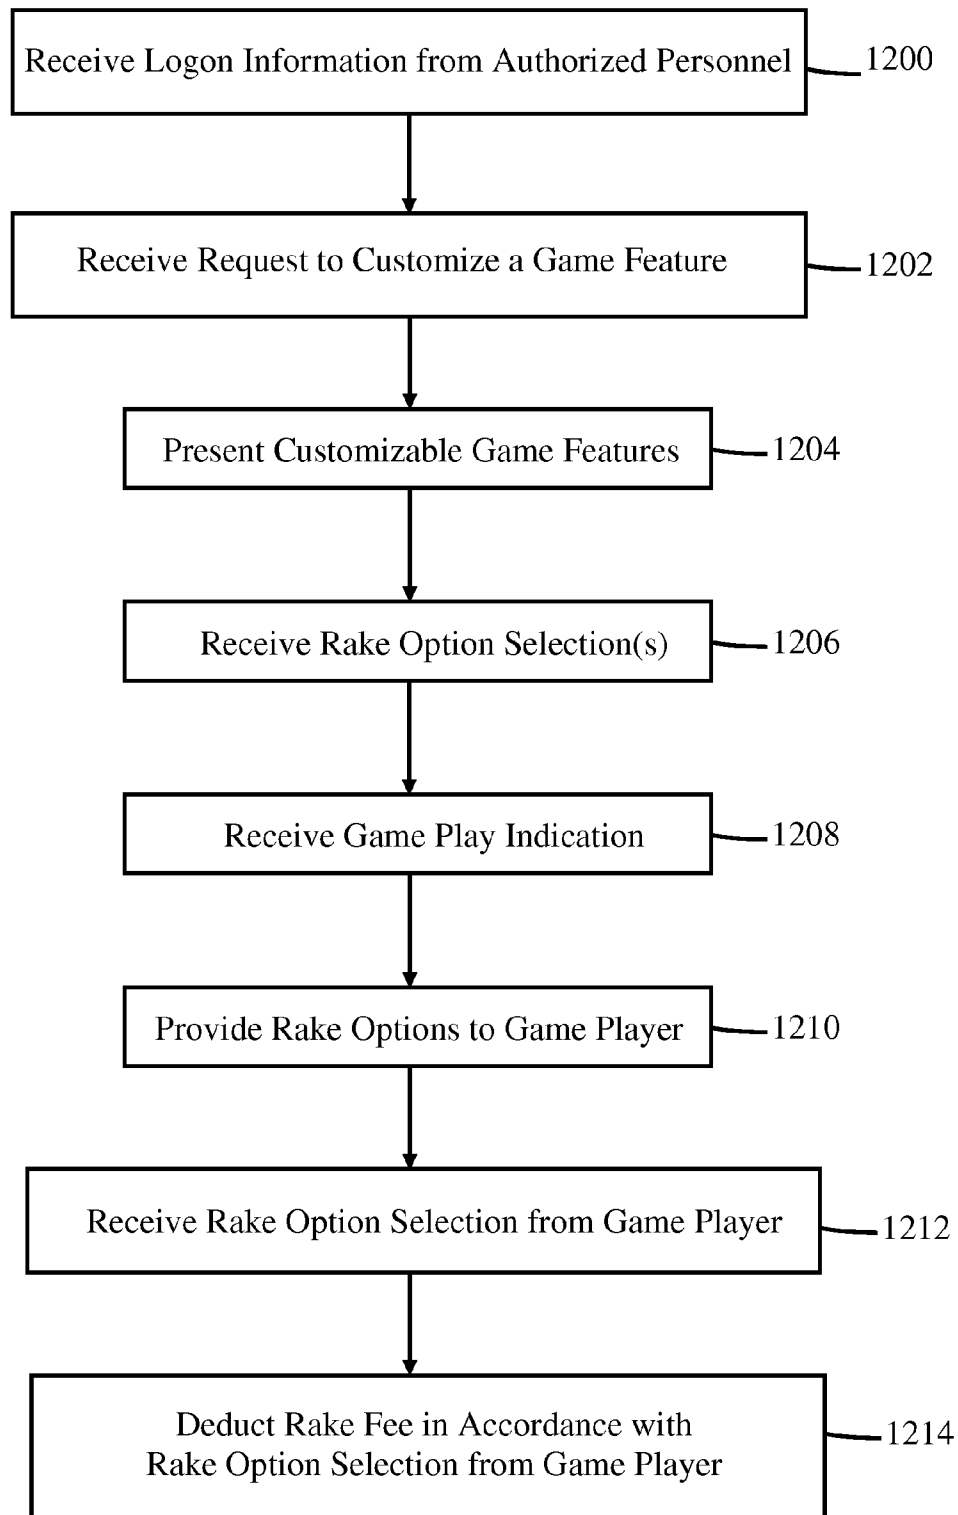 Receive Logon Information from Authorized Personnel
1200
Receive Request to Customize a Game Feature
1202
Present Customizable Game Features
1204
Receive Rake Option Selection(s)
1206
Receive Game Play Indication
1208
Provide Rake Options to Game Player
1210
Receive Rake Option Selection from Game Player
1212
Deduct Rake Fee in Accordance with
Rake Option Selection from Game Player
1214